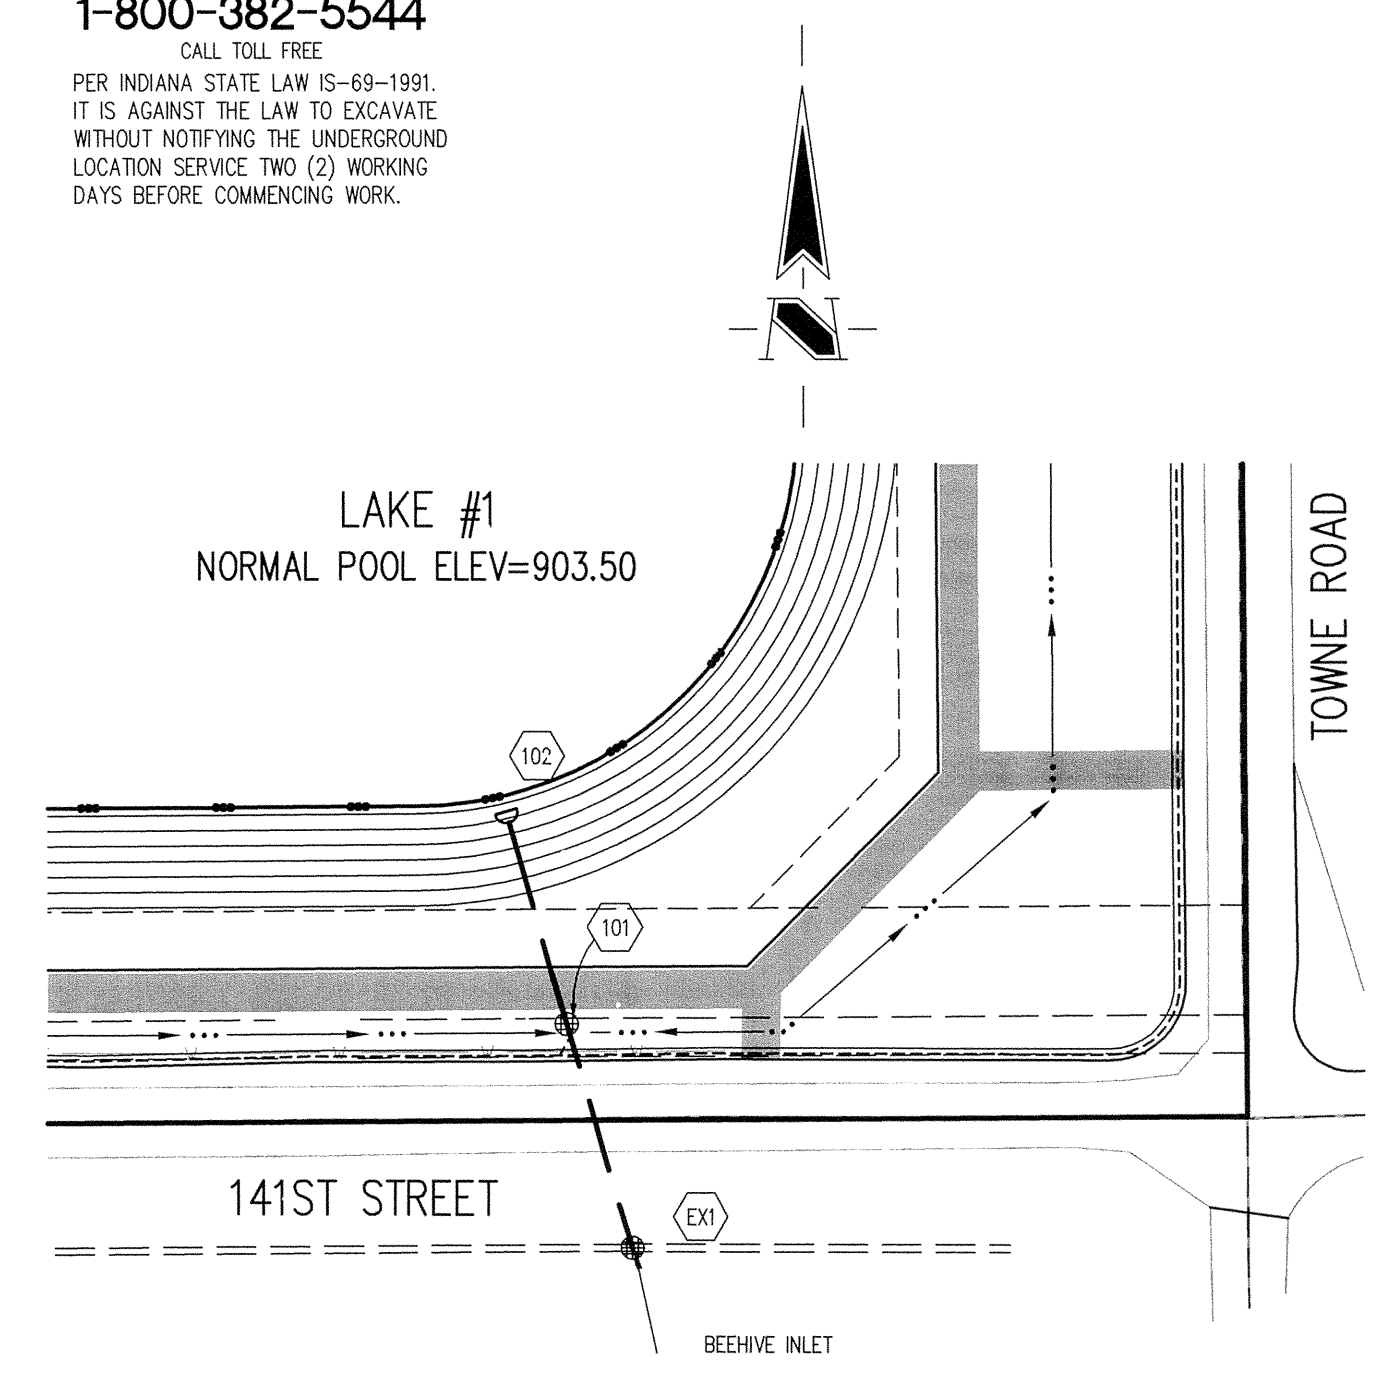 1-800-382-5544
CALL TOLL FREE
PER INDIANA STATE LAW IS-69-1991.
IT IS AGAINST THE LAW TO EXCAVATE
WITHOUT NOTIFYING THE UNDERGROUND
LOCATION SERVICE TWO (2) WORKING
DAYS BEFORE COMMENCING WORK.
N
LAKE #1
NORMAL POOL ELEV=903.50
TOWNE ROAD
102
101
141ST STREET
EX1
BEEHIVE INLET